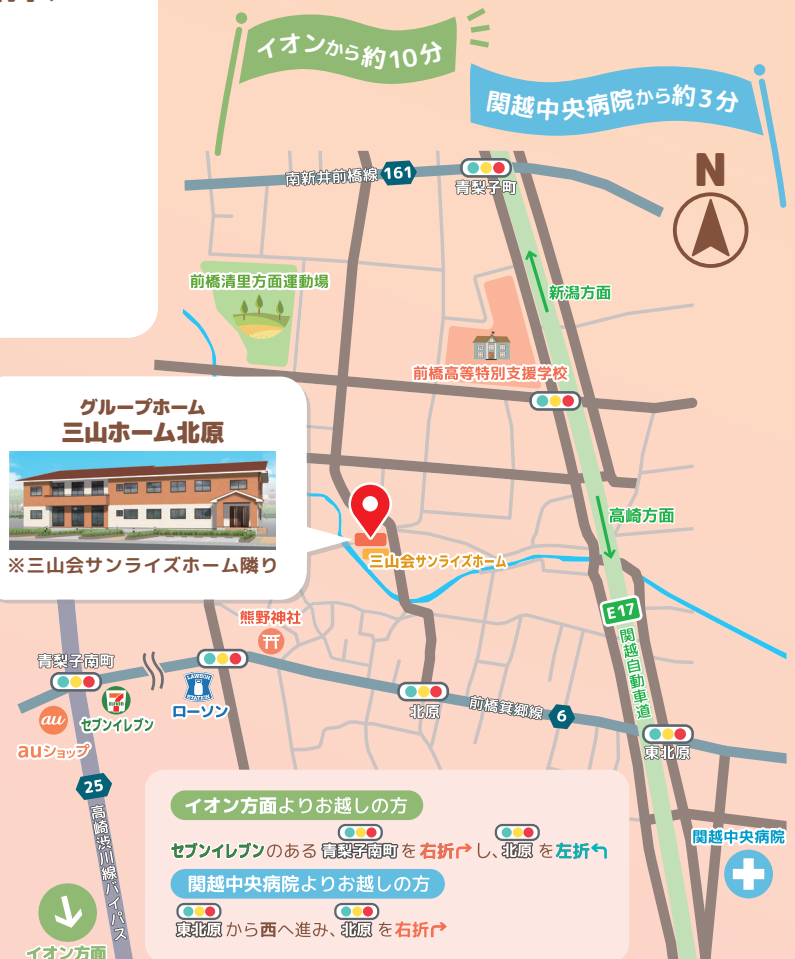 イオンから約10分
関越中央病院から約3分
N
南新井前橋線 161
青梨子町
前橋清里方面運動場
新潟方面
前橋高等特別支援学校
グループホーム
三山ホーム北原
※三山会サンライズホーム隣り
三山会サンライズホーム
高崎方面
E17
関越自動車道
熊野神社
青梨子南町
セブンイレブン
LAWSON
STATION
ローソン
au
auショップ
北原
前橋箕郷線 6
東北原
25
高崎渋川線バイパス
イオン方面
関越中央病院
イオン方面よりお越しの方
セブンイレブンのある青梨子南町を右折し、北原を左折
関越中央病院よりお越しの方
東北原から西へ進み、北原を右折